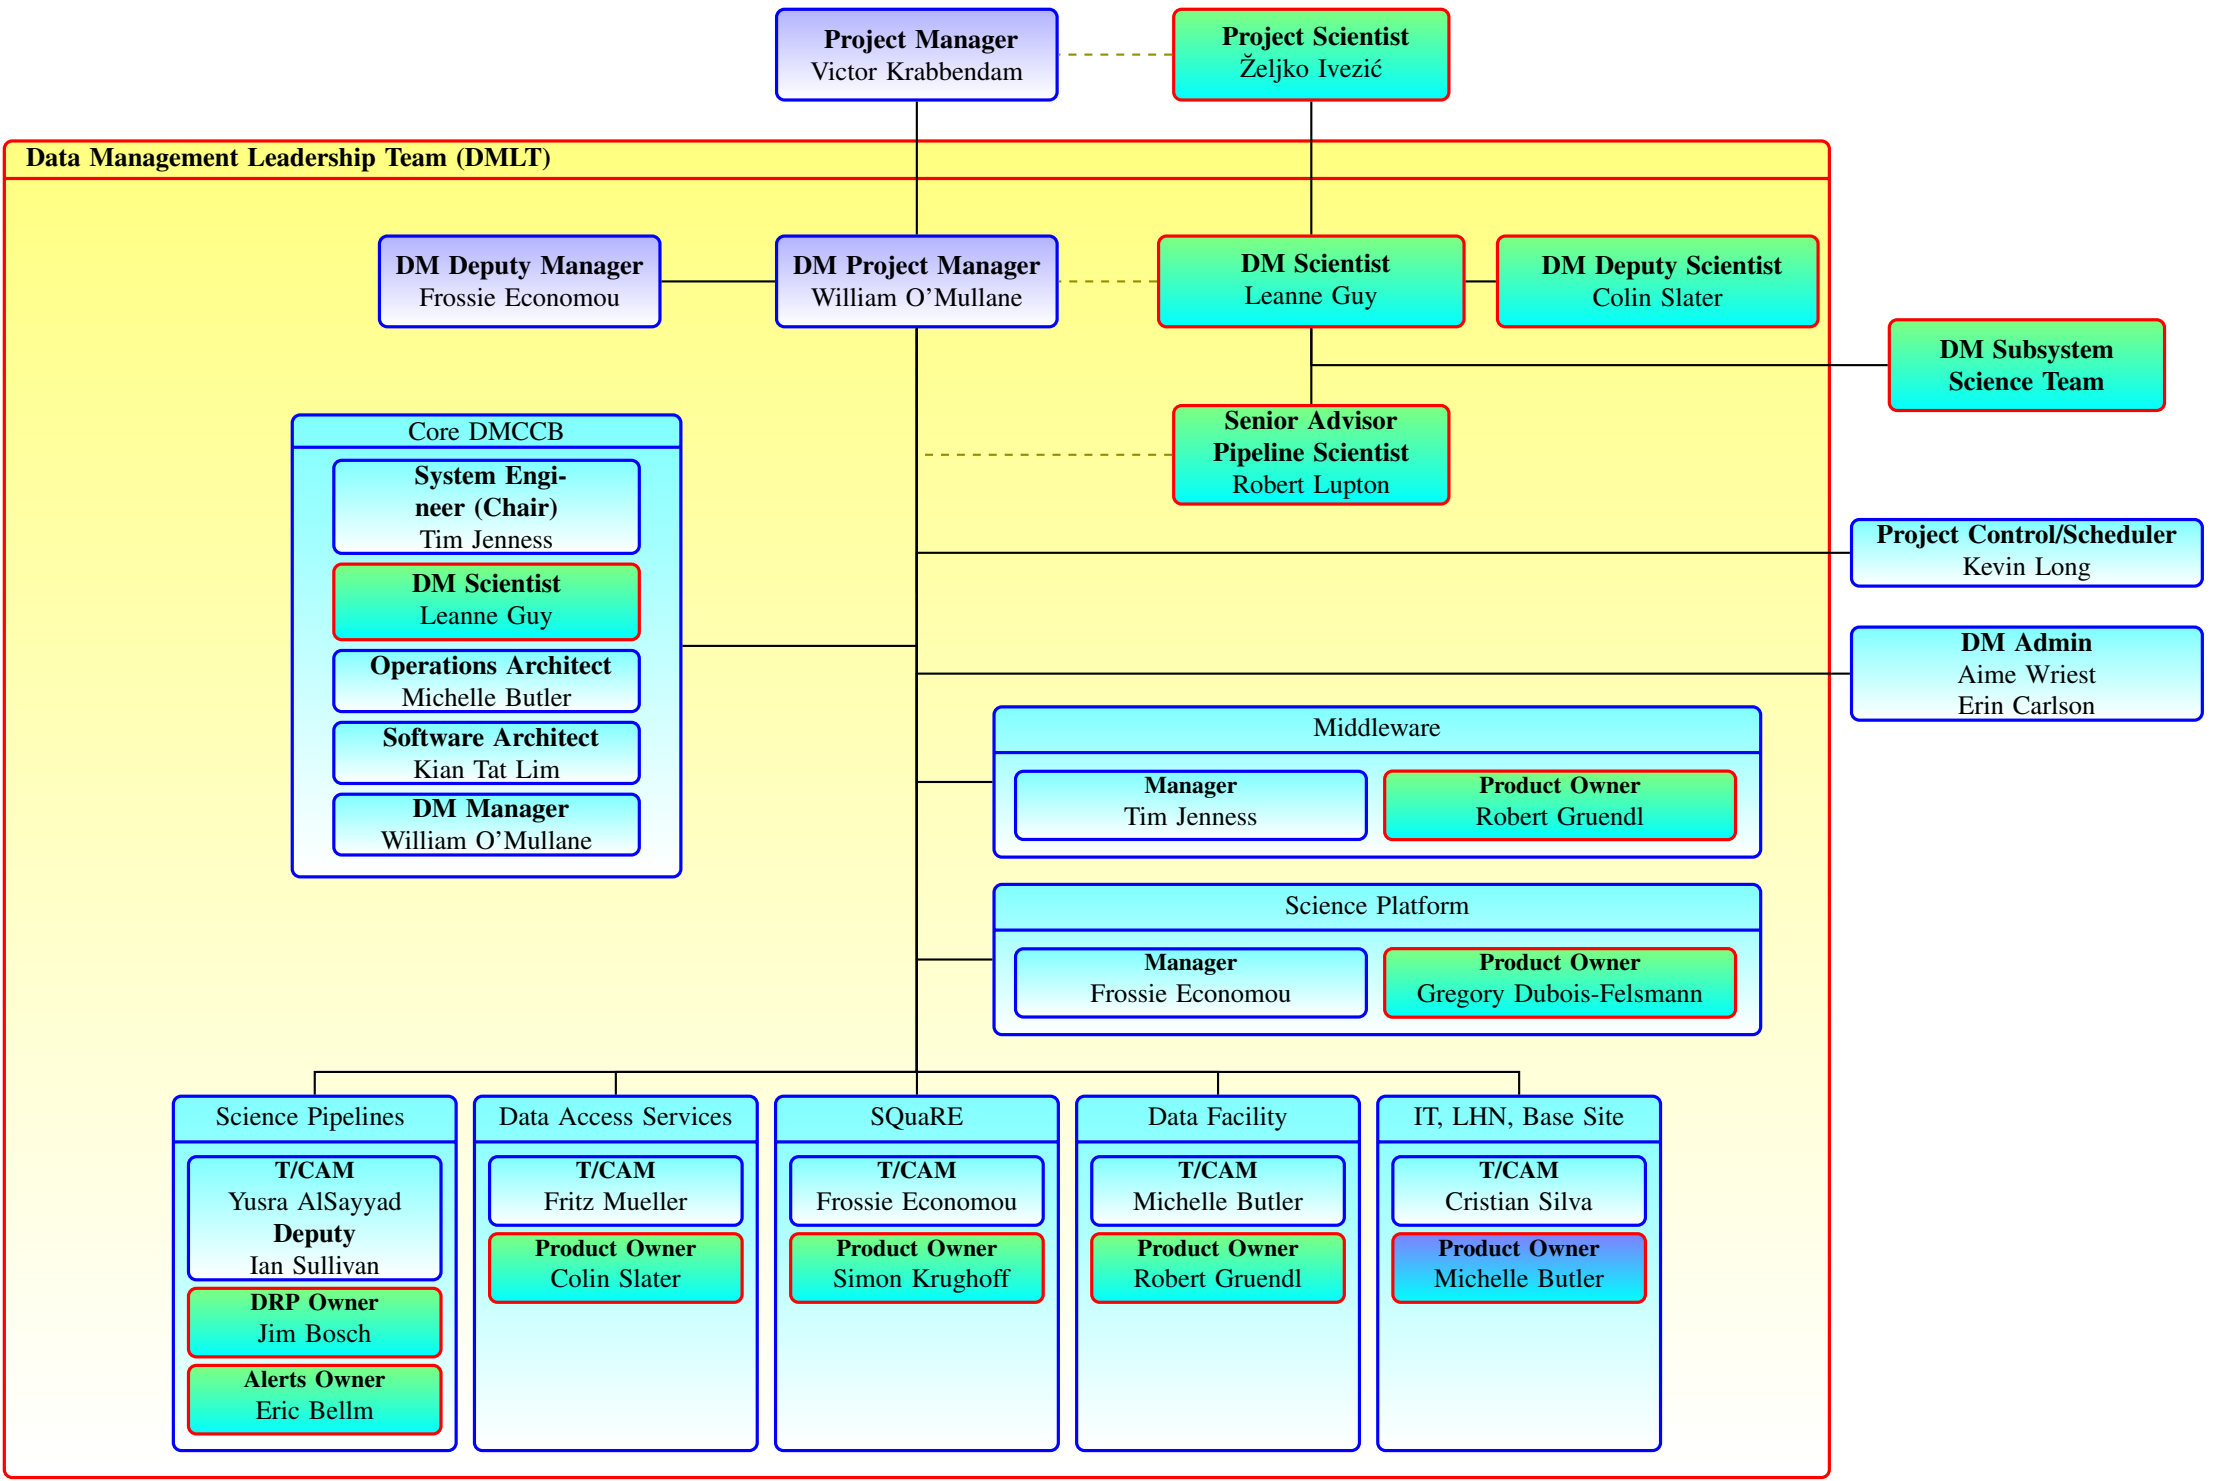 Project Manager
Victor Krabbendam
Project Scientist
Željko Ivezić
Data Management Leadership Team (DMLT)
DM Deputy Manager
Frossie Economou
DM Project Manager
William O’Mullane
DM Scientist
Leanne Guy
DM Deputy Scientist
Colin Slater
DM Subsystem
Science Team
Senior Advisor
Pipeline Scientist
Robert Lupton
Core DMCCB
System Engi-
neer (Chair)
Tim Jenness
DM Scientist
Leanne Guy
Operations Architect
Michelle Butler
Software Architect
Kian Tat Lim
DM Manager
William O’Mullane
Project Control/Scheduler
Kevin Long
DM Admin
Aime Wriest
Erin Carlson
Middleware
Manager
Tim Jenness
Product Owner
Robert Gruendl
Science Platform
Manager
Frossie Economou
Product Owner
Gregory Dubois-Felsmann
Science Pipelines
T/CAM
Yusra AlSayyad
Deputy
Ian Sullivan
DRP Owner
Jim Bosch
Alerts Owner
Eric Bellm
Data Access Services
T/CAM
Fritz Mueller
Product Owner
Colin Slater
SQuaRE
T/CAM
Frossie Economou
Product Owner
Simon Krughoff
Data Facility
T/CAM
Michelle Butler
Product Owner
Robert Gruendl
IT, LHN, Base Site
T/CAM
Cristian Silva
Product Owner
Michelle Butler